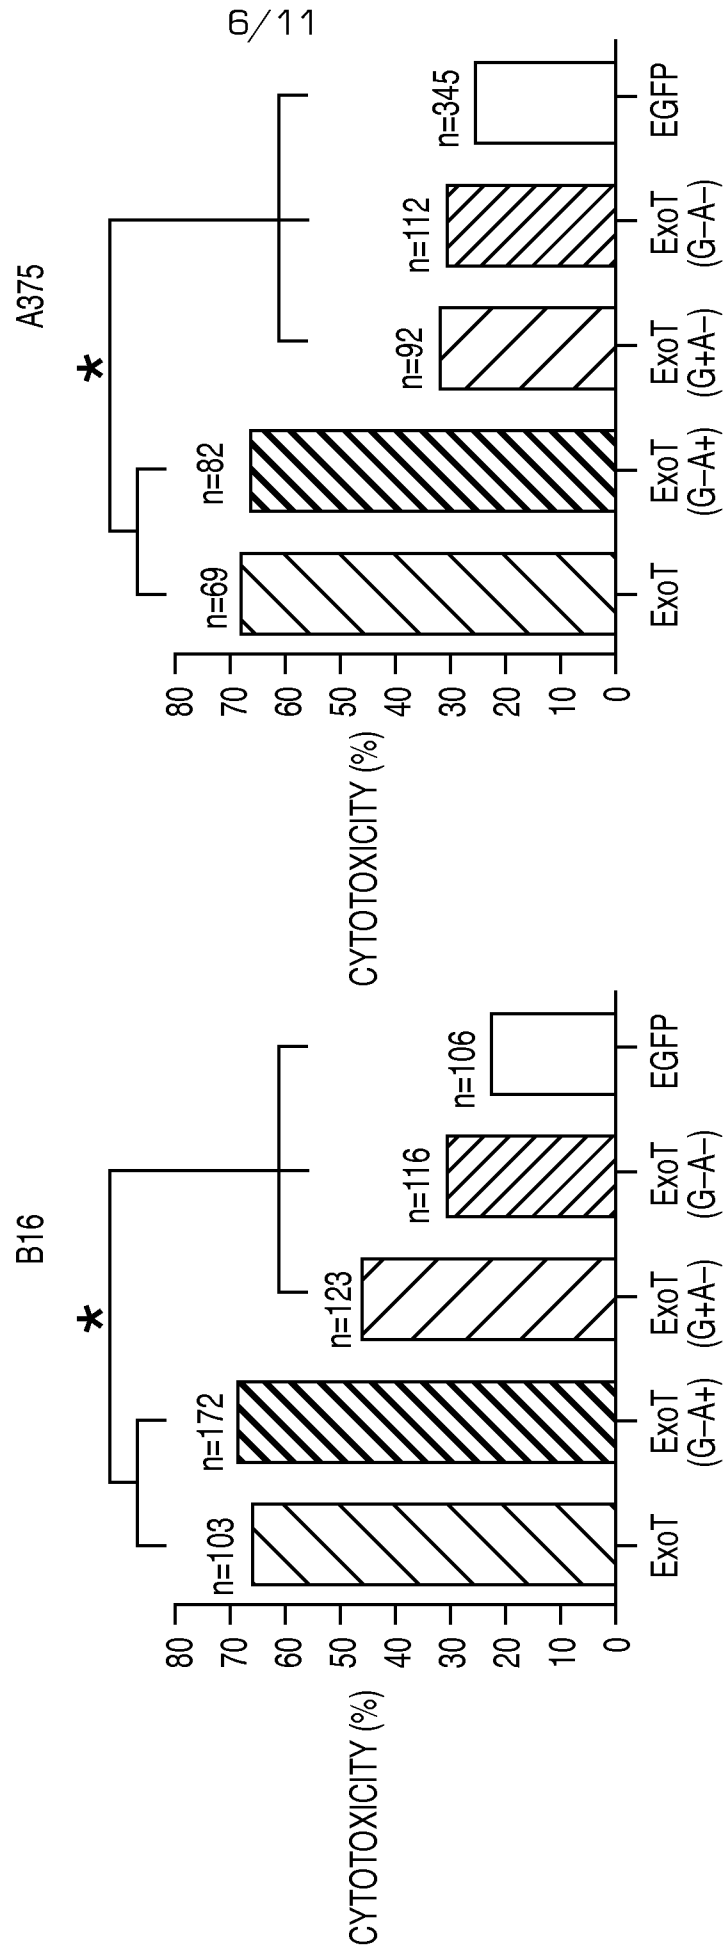 6/11
B16
*
CYTOTOXICITY (%)
80
70
60
50
40
30
20
10
0
n=103
n=172
n=123
n=116
n=106
ExoT
ExoT
(G–A+)
ExoT
(G+A–)
ExoT
(G–A–)
EGFP
A375
*
CYTOTOXICITY (%)
80
70
60
50
40
30
20
10
0
n=69
n=82
n=92
n=112
n=345
ExoT
ExoT
(G–A+)
ExoT
(G+A–)
ExoT
(G–A–)
EGFP